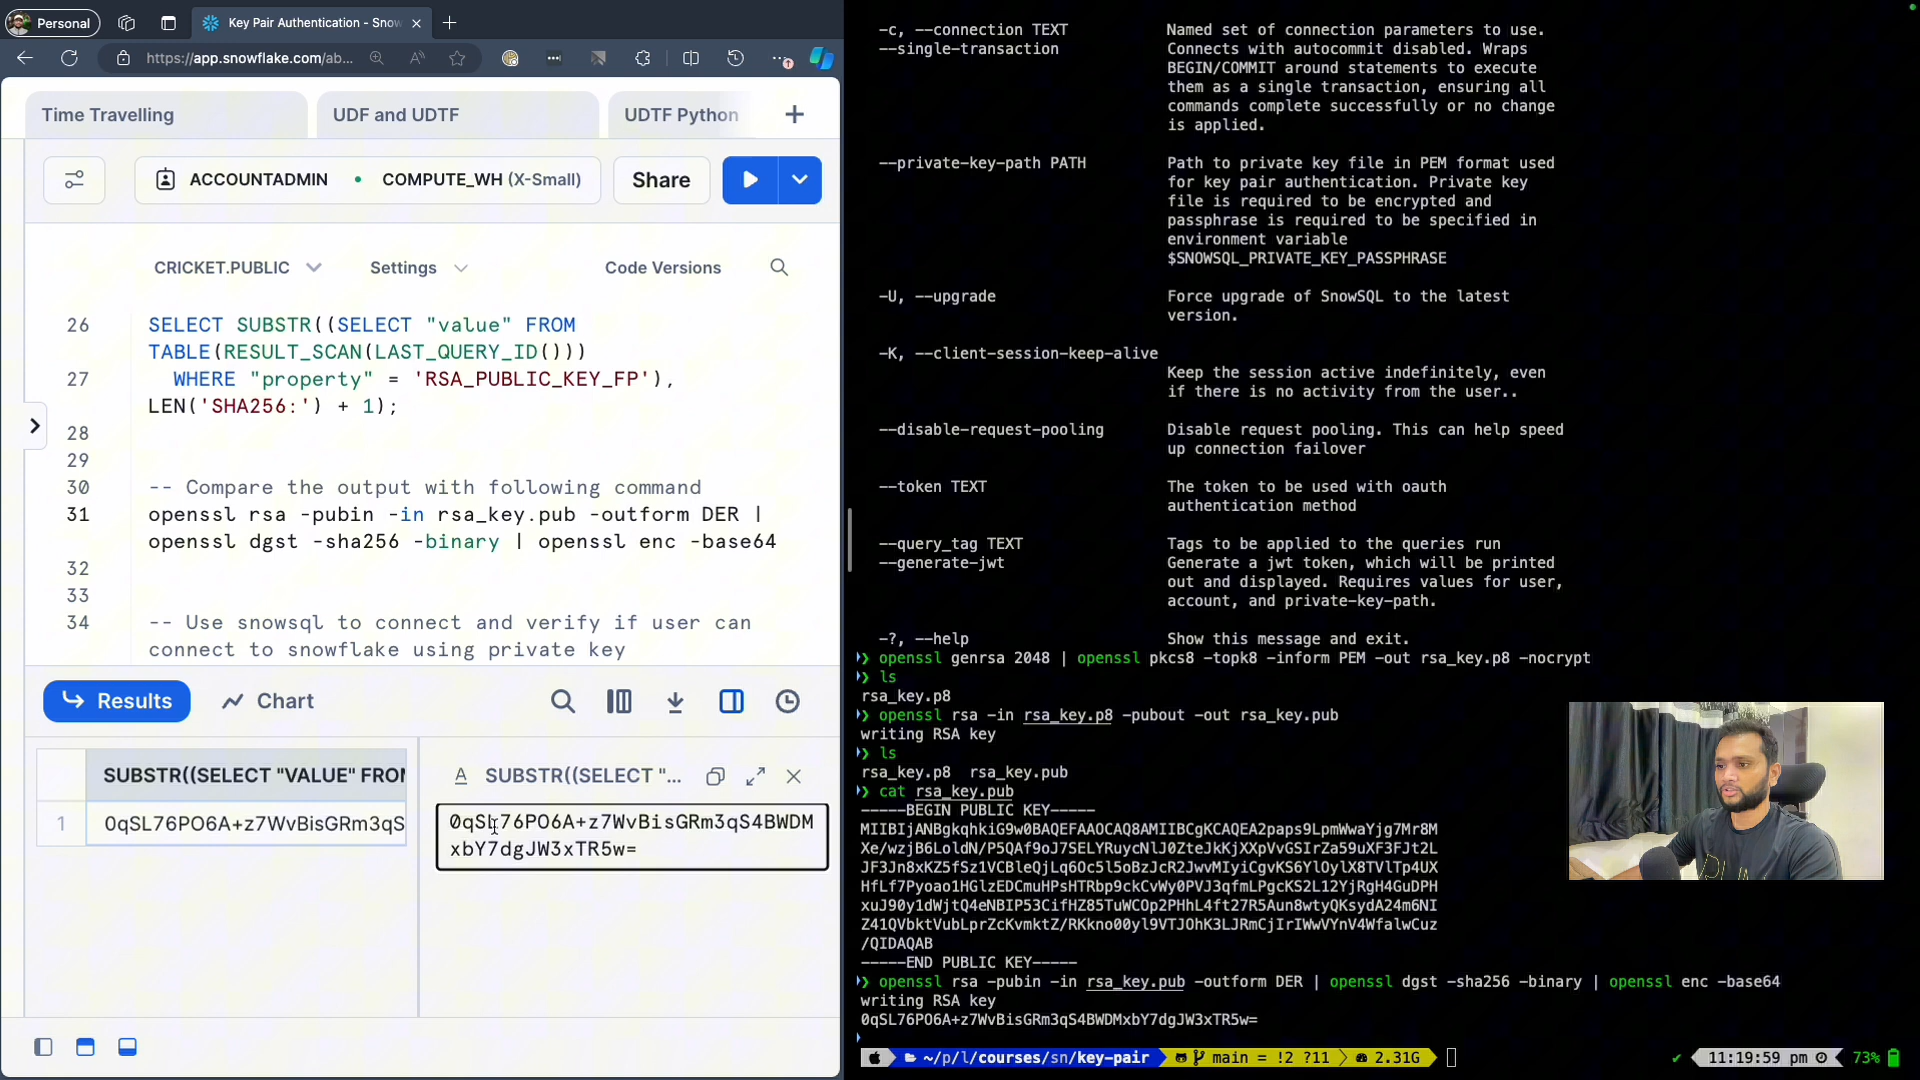 Personal
Key Pair Authentication - Snow
https://app.snowflake.com/ab...
Time Travelling
UDF and UDTF
UDTF Python
ACCOUNTADMIN
COMPUTE_WH (X-Small)
Share
CRICKET.PUBLIC
Settings
Code Versions
26 SELECT SUBSTR((SELECT "value" FROM
TABLE(RESULT_SCAN(LAST_QUERY_ID()))
27 WHERE "property" = 'RSA_PUBLIC_KEY_FP'),
LEN('SHA256:') + 1);
28
29
30 -- Compare the output with following command
31 openssl rsa -pubin -in rsa_key.pub -outform DER |
openssl dgst -sha256 -binary | openssl enc -base64
32
33
34 -- Use snowsql to connect and verify if user can
connect to snowflake using private key
Results
Chart
SUBSTR((SELECT "VALUE" FROM
1 0qSL76PO6A+z7WvBisGRm3qS
A SUBSTR((SELECT "...
0qSL76PO6A+z7WvBisGRm3qS4BWDM
xbY7dgJW3xTR5w=
-c, --connection TEXT Named set of connection parameters to use.
--single-transaction Connects with autocommit disabled. Wraps
BEGIN/COMMIT around statements to execute
them as a single transaction, ensuring all
commands complete successfully or no change
is applied.
--private-key-path PATH Path to private key file in PEM format used
for key pair authentication. Private key
file is required to be encrypted and
passphrase is required to be specified in
environment variable
$SNOWSQL_PRIVATE_KEY_PASSPHRASE
-U, --upgrade Force upgrade of SnowSQL to the latest
version.
-K, --client-session-keep-alive
Keep the session active indefinitely, even
if there is no activity from the user..
--disable-request-pooling Disable request pooling. This can help speed
up connection failover
--token TEXT The token to be used with oauth
authentication method
--query_tag TEXT Tags to be applied to the queries run
--generate-jwt Generate a jwt token, which will be printed
out and displayed. Requires values for user,
account, and private-key-path.
-?, --help Show this message and exit.
❯ openssl genrsa 2048 | openssl pkcs8 -topk8 -inform PEM -out rsa_key.p8 -nocrypt
❯ ls
rsa_key.p8
❯ openssl rsa -in rsa_key.p8 -pubout -out rsa_key.pub
writing RSA key
❯ ls
rsa_key.p8 rsa_key.pub
❯ cat rsa_key.pub
-----BEGIN PUBLIC KEY-----
MIIBIjANBgkqhkiG9w0BAQEFAAOCAQ8AMIIBCgKCAQEA2paps9LpmWwaYjg7Mr8M
Xe/wzjB6LoldN/P5QAf9oJ7SELYRuycNlJ0ZteJkKjXXpVvGSIrZa59uXF3FJt2L
JF3Jn8xKZ5fSz1VCBleQjLq6Oc5l5oBzJcR2JwvMIyiCgvKS6YlOylX8TVlTp4UX
HfLf7Pyoao1HGlzEDCmuHPsHTRbp9ckCvWy0PVJ3qfmLPgcKS2L12YjRgH4GuDPH
xuJ90y1dWjtQ4eNBIP53CifHZ85TuWCOp2PHhL4ft27R5Aun8wtyQKsydA24m6NI
Z41QVbktVubLprZcKvmktZ/RKkno00yl9VTJOhK3LJRmCjIrIWwVYnV4WfalwCuz
/QIDAQAB
-----END PUBLIC KEY-----
❯ openssl rsa -pubin -in rsa_key.pub -outform DER | openssl dgst -sha256 -binary | openssl enc -base64
writing RSA key
0qSL76PO6A+z7WvBisGRm3qS4BWDMxbY7dgJW3xTR5w=
~/p/l/courses/sn/key-pair main = !2 ?11 2.31G
11:19:59 pm 73%